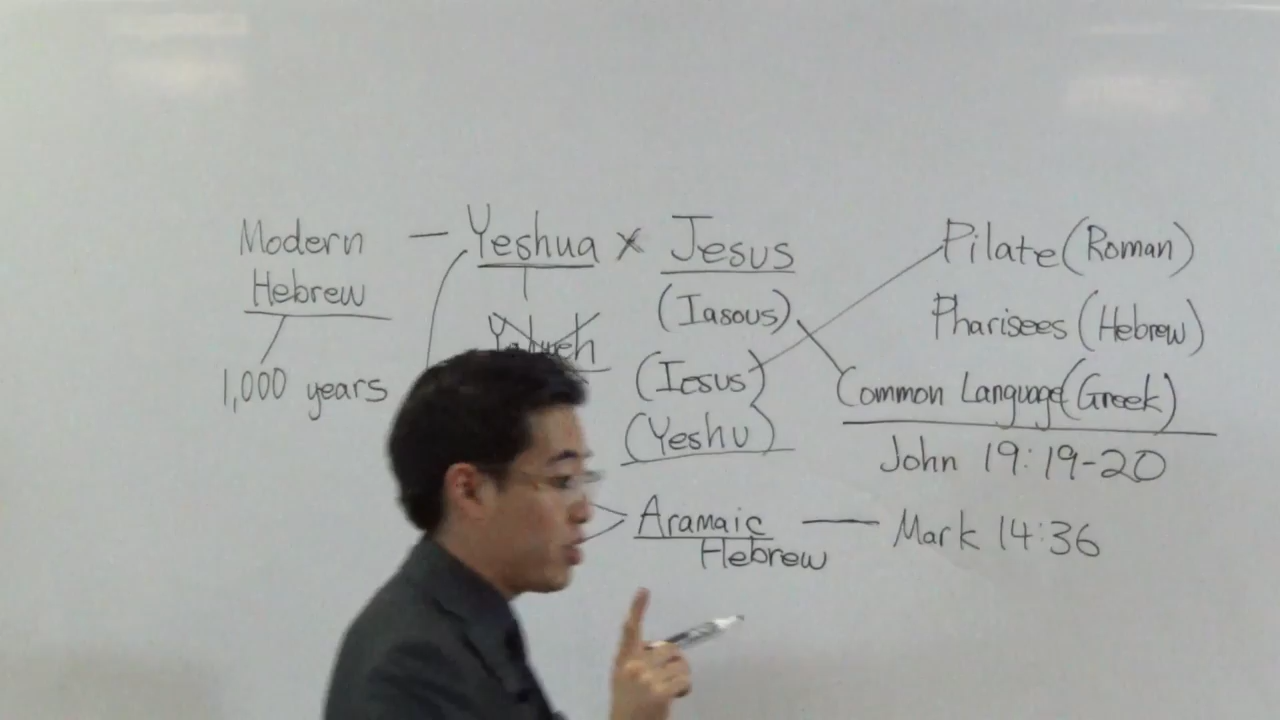 Modern — Yeshua x Jesus
Hebrew
1,000 years
(Iasous)
(Iesus)
(Yeshu)
Aramaic — Mark 14:36
Hebrew
Pilate (Roman)
Pharisees (Hebrew)
Common Language (Greek)
John 19:19-20